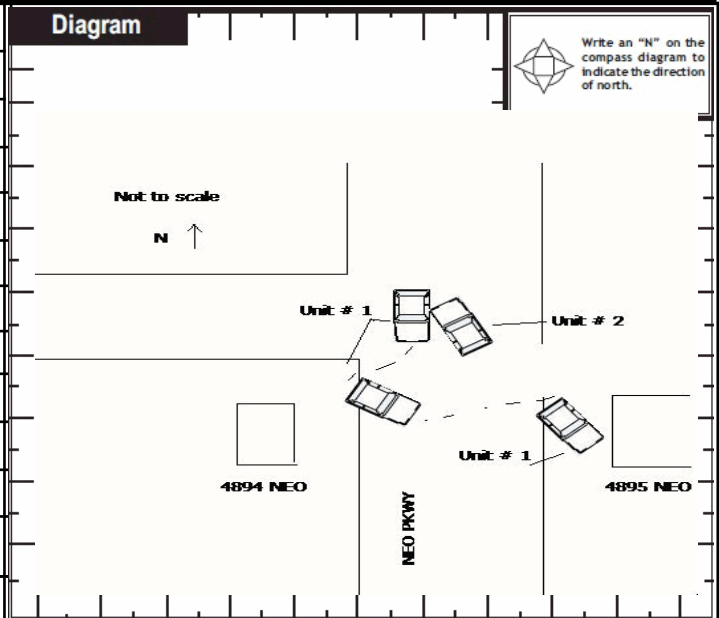 Diagram
Write an “N” on the
compass diagram to
indicate the direction
of north.
Not to scale
N
Unit # 1
Unit # 2
Unit # 1
4894 NEO
4895 NEO
NEO PKWY